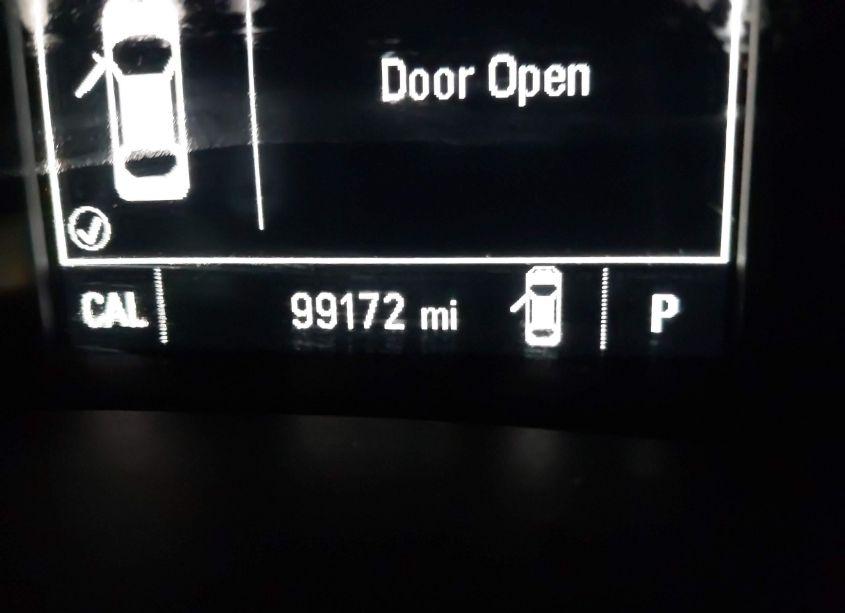 Door Open
CAL 99172 mi P